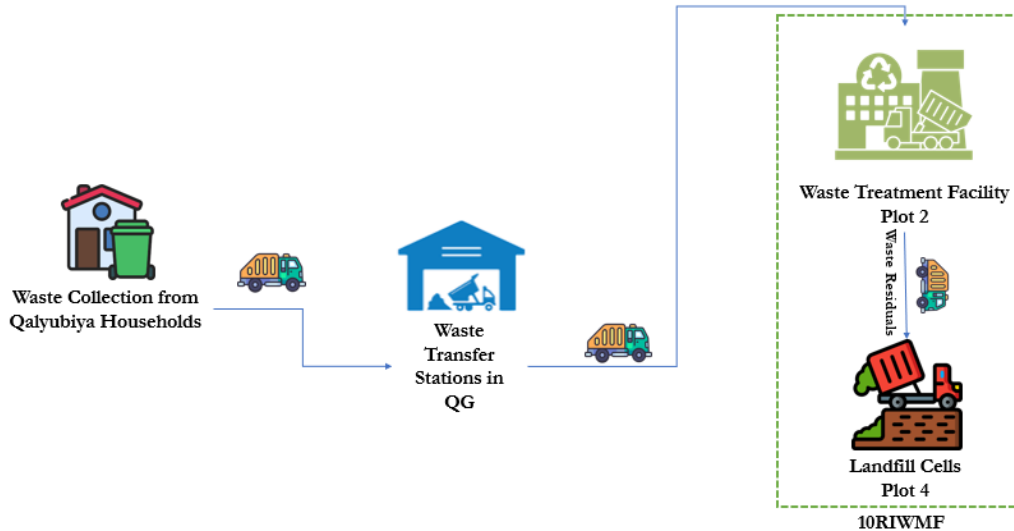 Waste Collection from
Qalyubiya Households
Waste
Transfer
Stations in
QG
Waste Treatment Facility
Plot 2
Waste Residuals
Landfill Cells
Plot 4
10RIWMF